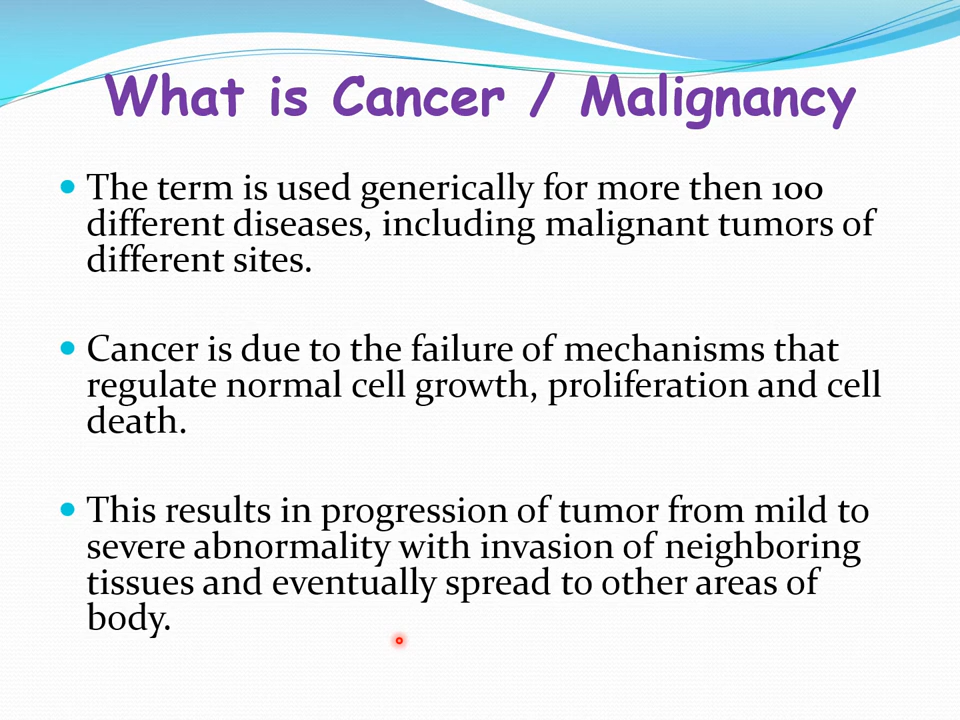 What is Cancer / Malignancy
• The term is used generically for more then 100
different diseases, including malignant tumors of
different sites.
• Cancer is due to the failure of mechanisms that
regulate normal cell growth, proliferation and cell
death.
• This results in progression of tumor from mild to
severe abnormality with invasion of neighboring
tissues and eventually spread to other areas of
body.